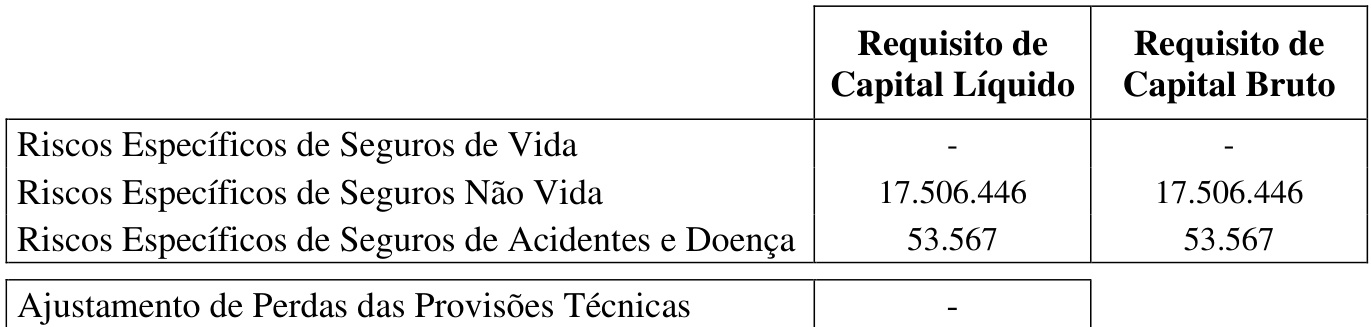 Requisito de Capital Líquido Requisito de Capital Bruto
Riscos Específicos de Seguros de Vida - -
Riscos Específicos de Seguros Não Vida 17.506.446 17.506.446
Riscos Específicos de Seguros de Acidentes e Doença 53.567 53.567
Ajustamento de Perdas das Provisões Técnicas -